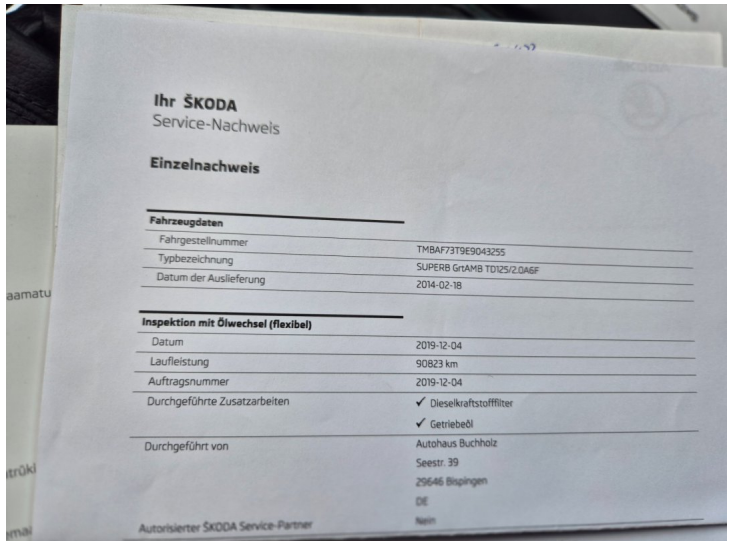 Ihr ŠKODA
Service-Nachweis
Einzelnachweis
Fahrzeugdaten
Fahrgestellnummer TMBAF73T9E9043255
Typbezeichnung SUPERB GrtAMB TD125/2.0A6F
Datum der Auslieferung 2014-02-18
aamatu
Inspektion mit Ölwechsel (flexibel)
Datum 2019-12-04
Laufleistung 90823 km
Auftragsnummer 2019-12-04
Durchgeführte Zusatzarbeiten ✓ Dieselkraftstofffilter
✓ Getriebeöl
Durchgeführt von Autohaus Buchholz
Seestr. 39
29646 Bispingen
DE
Autorisierter ŠKODA Service-Partner Nein